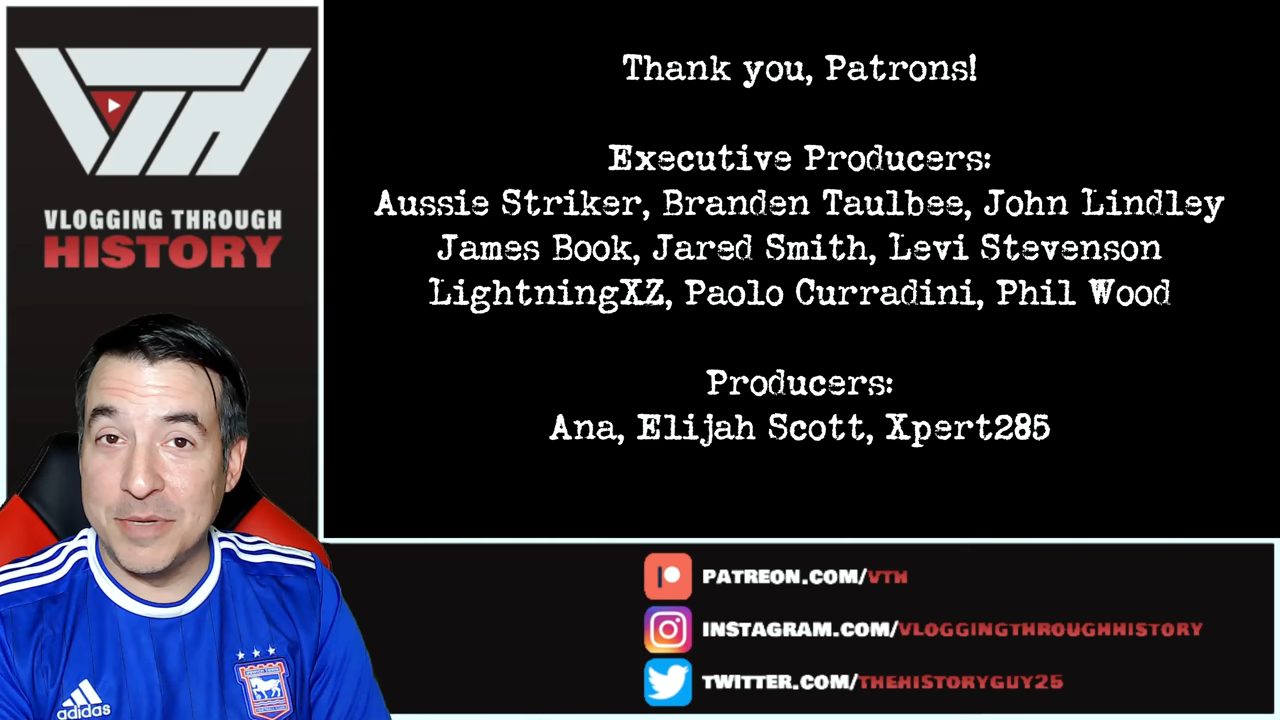 VTH
VLOGGING THROUGH
HISTORY
Thank you, Patrons!
Executive Producers:
Aussie Striker, Branden Taulbee, John Lindley
James Book, Jared Smith, Levi Stevenson
LightningXZ, Paolo Curradini, Phil Wood
Producers:
Ana, Elijah Scott, Xpert285
PATREON.COM/VTH
INSTAGRAM.COM/VLOGGINGTHROUGHHISTORY
TWITTER.COM/THEHISTORYGUY25
adidas